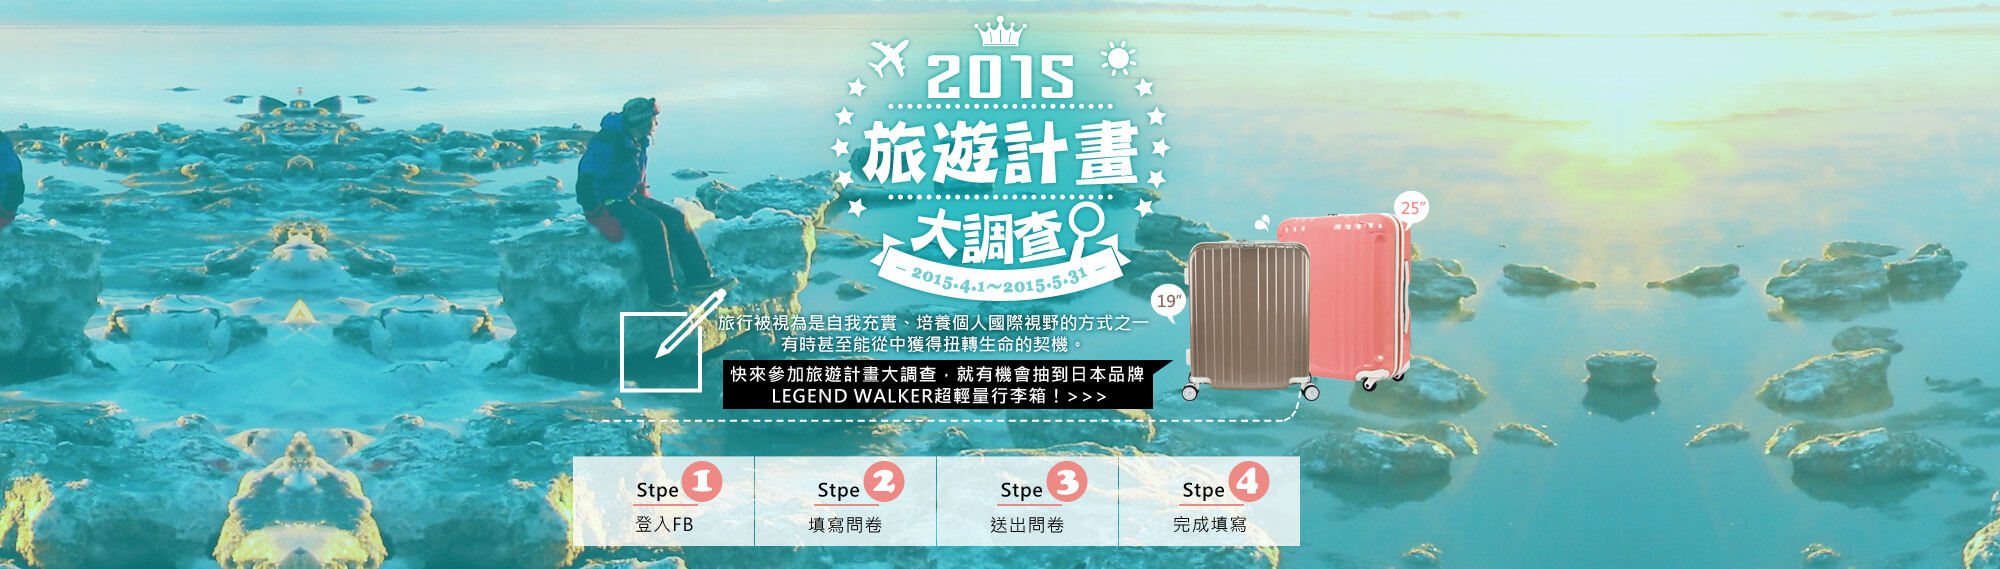 2015
旅遊計畫
大調查
- 2015.4.1～2015.5.31 -
25”
19”
旅行被視為是自我充實、培養個人國際視野的方式之一
有時甚至能從中獲得扭轉生命的契機。
快來參加旅遊計畫大調查，就有機會抽到日本品牌
LEGEND WALKER超輕量行李箱！>>>
Stpe 1
登入FB
Stpe 2
填寫問卷
Stpe 3
送出問卷
Stpe 4
完成填寫